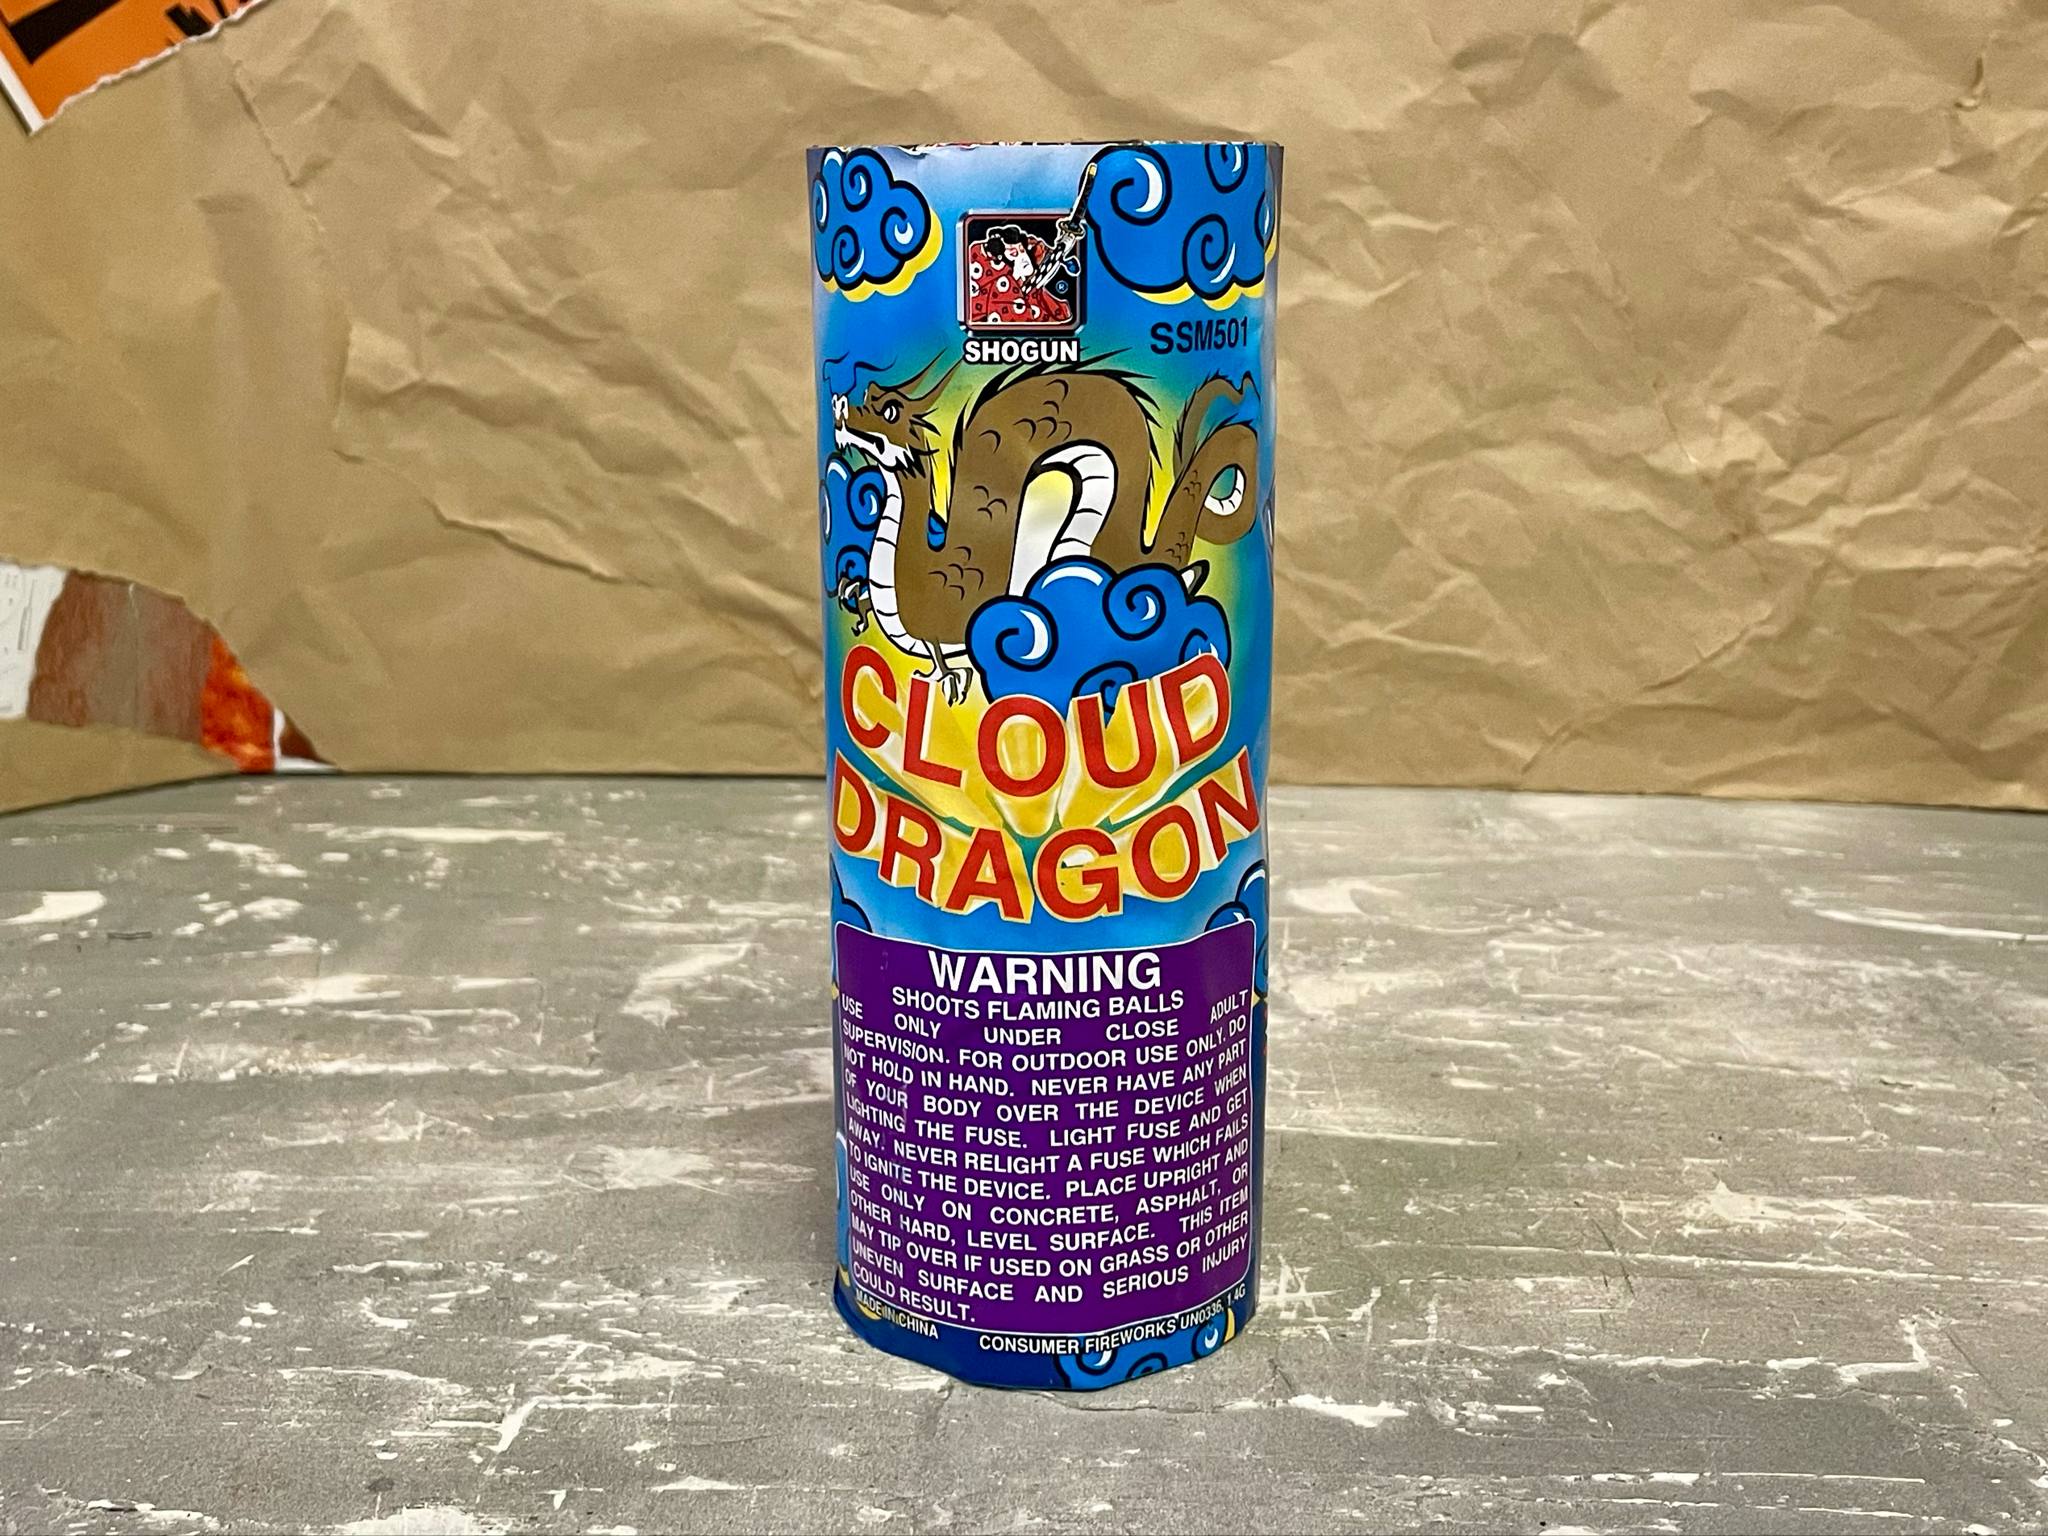 SHOGUN
SSM501
CLOUD
DRAGON
WARNING
SHOOTS FLAMING BALLS
USE ONLY UNDER CLOSE ADULT
SUPERVISION. FOR OUTDOOR USE ONLY. DO
NOT HOLD IN HAND. NEVER HAVE ANY PART
OF YOUR BODY OVER THE DEVICE WHEN
LIGHTING THE FUSE. LIGHT FUSE AND GET
AWAY. NEVER RELIGHT A FUSE WHICH FAILS
TO IGNITE THE DEVICE. PLACE UPRIGHT AND
USE ONLY ON CONCRETE, ASPHALT, OR
OTHER HARD, LEVEL SURFACE. THIS ITEM
MAY TIP OVER IF USED ON GRASS OR OTHER
UNEVEN SURFACE AND SERIOUS INJURY
COULD RESULT.
MADE IN CHINA
CONSUMER FIREWORKS UN0336, 1.4G